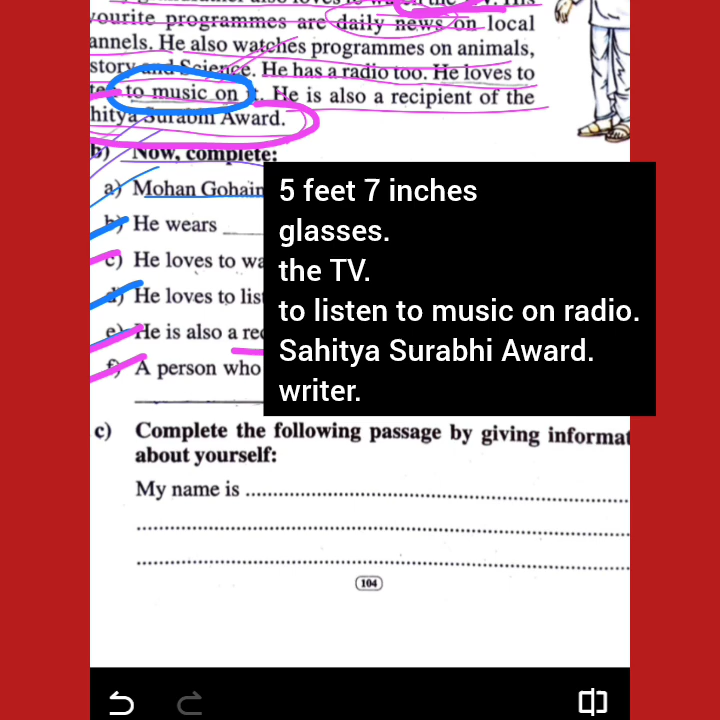 yourite programmes are daily news on local
annels. He also watches programmes on animals,
story and Science. He has a radio too. He loves to
to music on it. He is also a recipient of the
hitya Surabhi Award.
b) Now, complete:
a) Mohan Gohain
b) He wears
c) He loves to wa
d) He loves to list
e) He is also a rec
f) A person who
5 feet 7 inches
glasses.
the TV.
to listen to music on radio.
Sahitya Surabhi Award.
writer.
c) Complete the following passage by giving informat
about yourself:
My name is
104